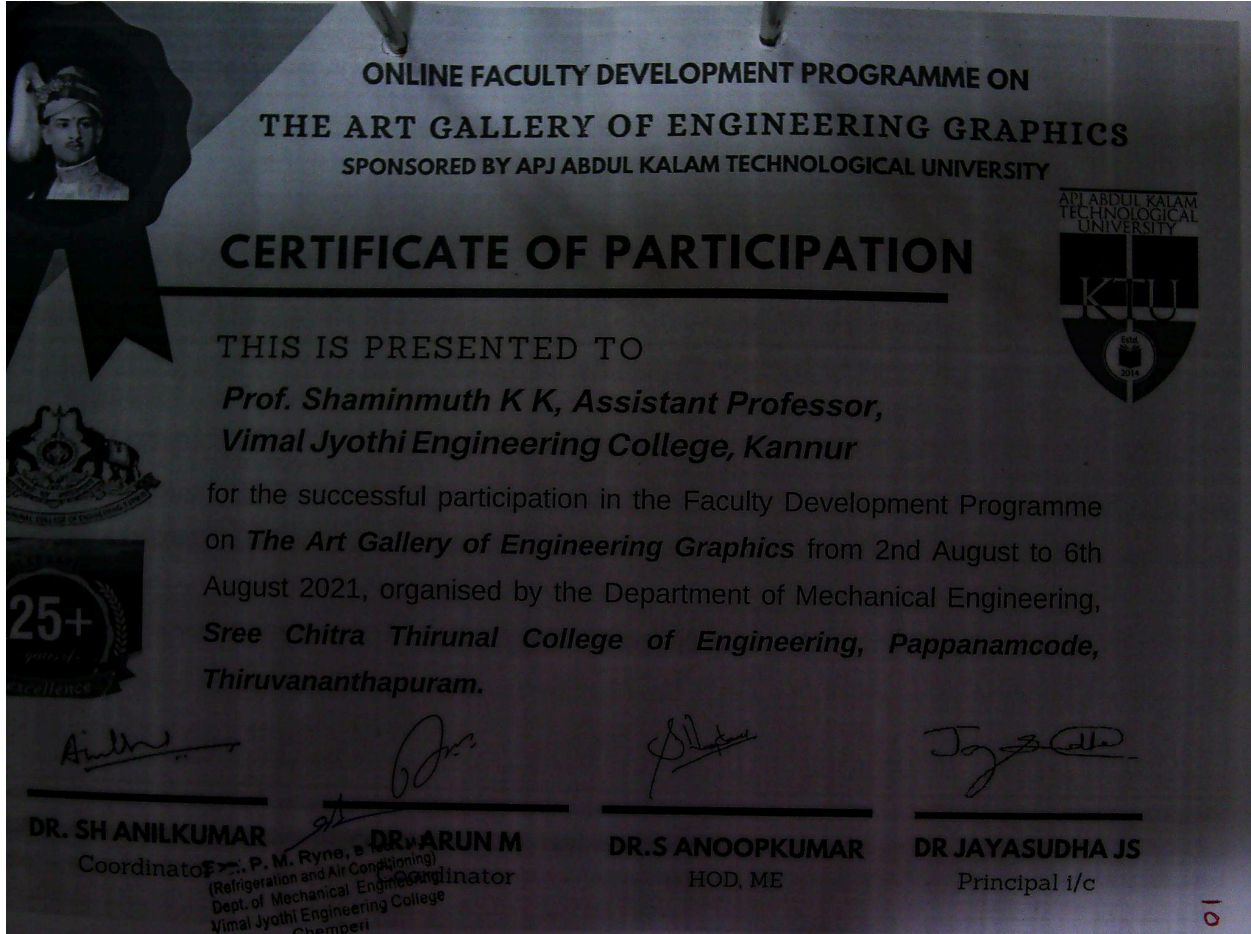 ONLINE FACULTY DEVELOPMENT PROGRAMME ON
THE ART GALLERY OF ENGINEERING GRAPHICS
SPONSORED BY APJ ABDUL KALAM TECHNOLOGICAL UNIVERSITY
APJ ABDUL KALAM
TECHNOLOGICAL
UNIVERSITY
KTU
Estd.
2014
CERTIFICATE OF PARTICIPATION
THIS IS PRESENTED TO
Prof. Shaminmuth K K, Assistant Professor,
Vimal Jyothi Engineering College, Kannur
for the successful participation in the Faculty Development Programme
on The Art Gallery of Engineering Graphics from 2nd August to 6th
August 2021, organised by the Department of Mechanical Engineering,
Sree Chitra Thirunal College of Engineering, Pappanamcode,
Thiruvananthapuram.
25+
years of
excellence
DR. SH ANILKUMAR
Coordinator
DR. ARUN M
Coordinator
DR.S ANOOPKUMAR
HOD, ME
DR JAYASUDHA JS
Principal i/c
P. M. Ryne,
(Refrigeration and Air Conditioning)
Dept. of Mechanical Engineering
Vimal Jyothi Engineering College
Chemperi
10